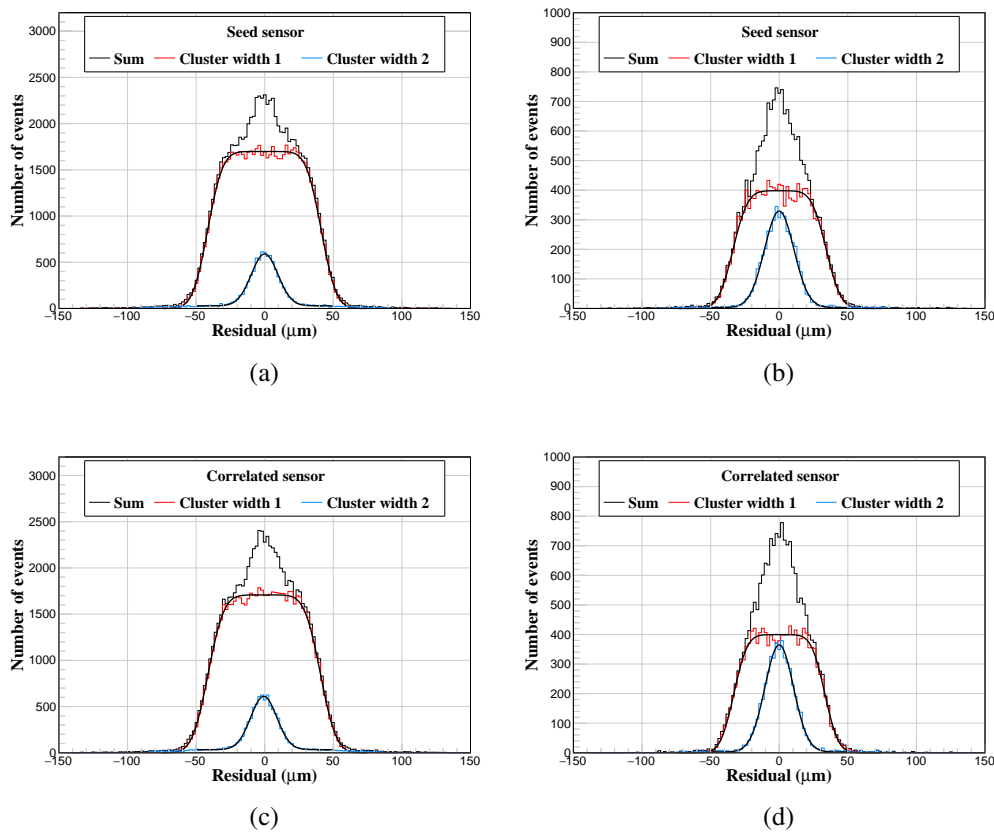 Seed sensor
Sum Cluster width 1 Cluster width 2
3000
2500
2000
1500
1000
500
0
Number of events
−150 −100 −50 0 50 100 150
Residual (μm)
(a)
Seed sensor
Sum Cluster width 1 Cluster width 2
1000
900
800
700
600
500
400
300
200
100
0
Number of events
−150 −100 −50 0 50 100 150
Residual (μm)
(b)
Correlated sensor
Sum Cluster width 1 Cluster width 2
3000
2500
2000
1500
1000
500
0
Number of events
−150 −100 −50 0 50 100 150
Residual (μm)
(c)
Correlated sensor
Sum Cluster width 1 Cluster width 2
1000
900
800
700
600
500
400
300
200
100
0
Number of events
−150 −100 −50 0 50 100 150
Residual (μm)
(d)